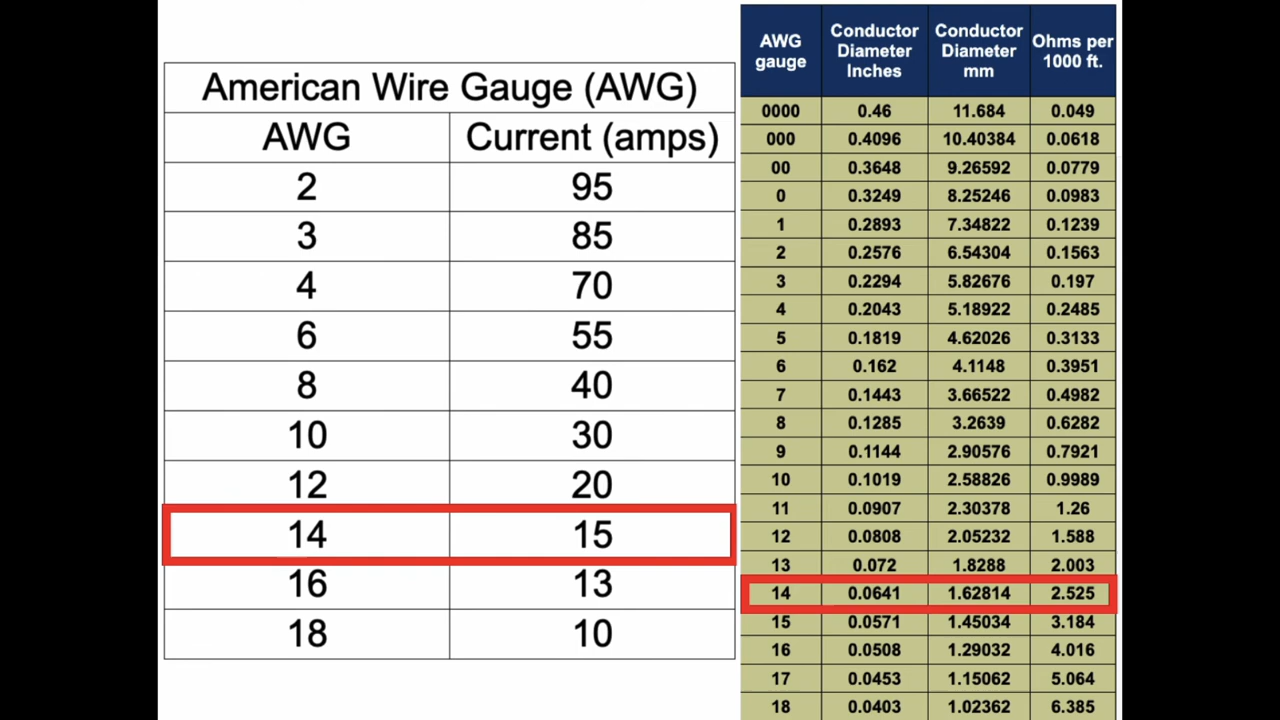 American Wire Gauge (AWG)
AWG Current (amps)
2 95
3 85
4 70
6 55
8 40
10 30
12 20
14 15
16 13
18 10
AWG gauge Conductor Diameter Inches Conductor Diameter mm Ohms per 1000 ft.
0000 0.46 11.684 0.049
000 0.4096 10.40384 0.0618
00 0.3648 9.26592 0.0779
0 0.3249 8.25246 0.0983
1 0.2893 7.34822 0.1239
2 0.2576 6.54304 0.1563
3 0.2294 5.82676 0.197
4 0.2043 5.18922 0.2485
5 0.1819 4.62026 0.3133
6 0.162 4.1148 0.3951
7 0.1443 3.66522 0.4982
8 0.1285 3.2639 0.6282
9 0.1144 2.90576 0.7921
10 0.1019 2.58826 0.9989
11 0.0907 2.30378 1.26
12 0.0808 2.05232 1.588
13 0.072 1.8288 2.003
14 0.0641 1.62814 2.525
15 0.0571 1.45034 3.184
16 0.0508 1.29032 4.016
17 0.0453 1.15062 5.064
18 0.0403 1.02362 6.385